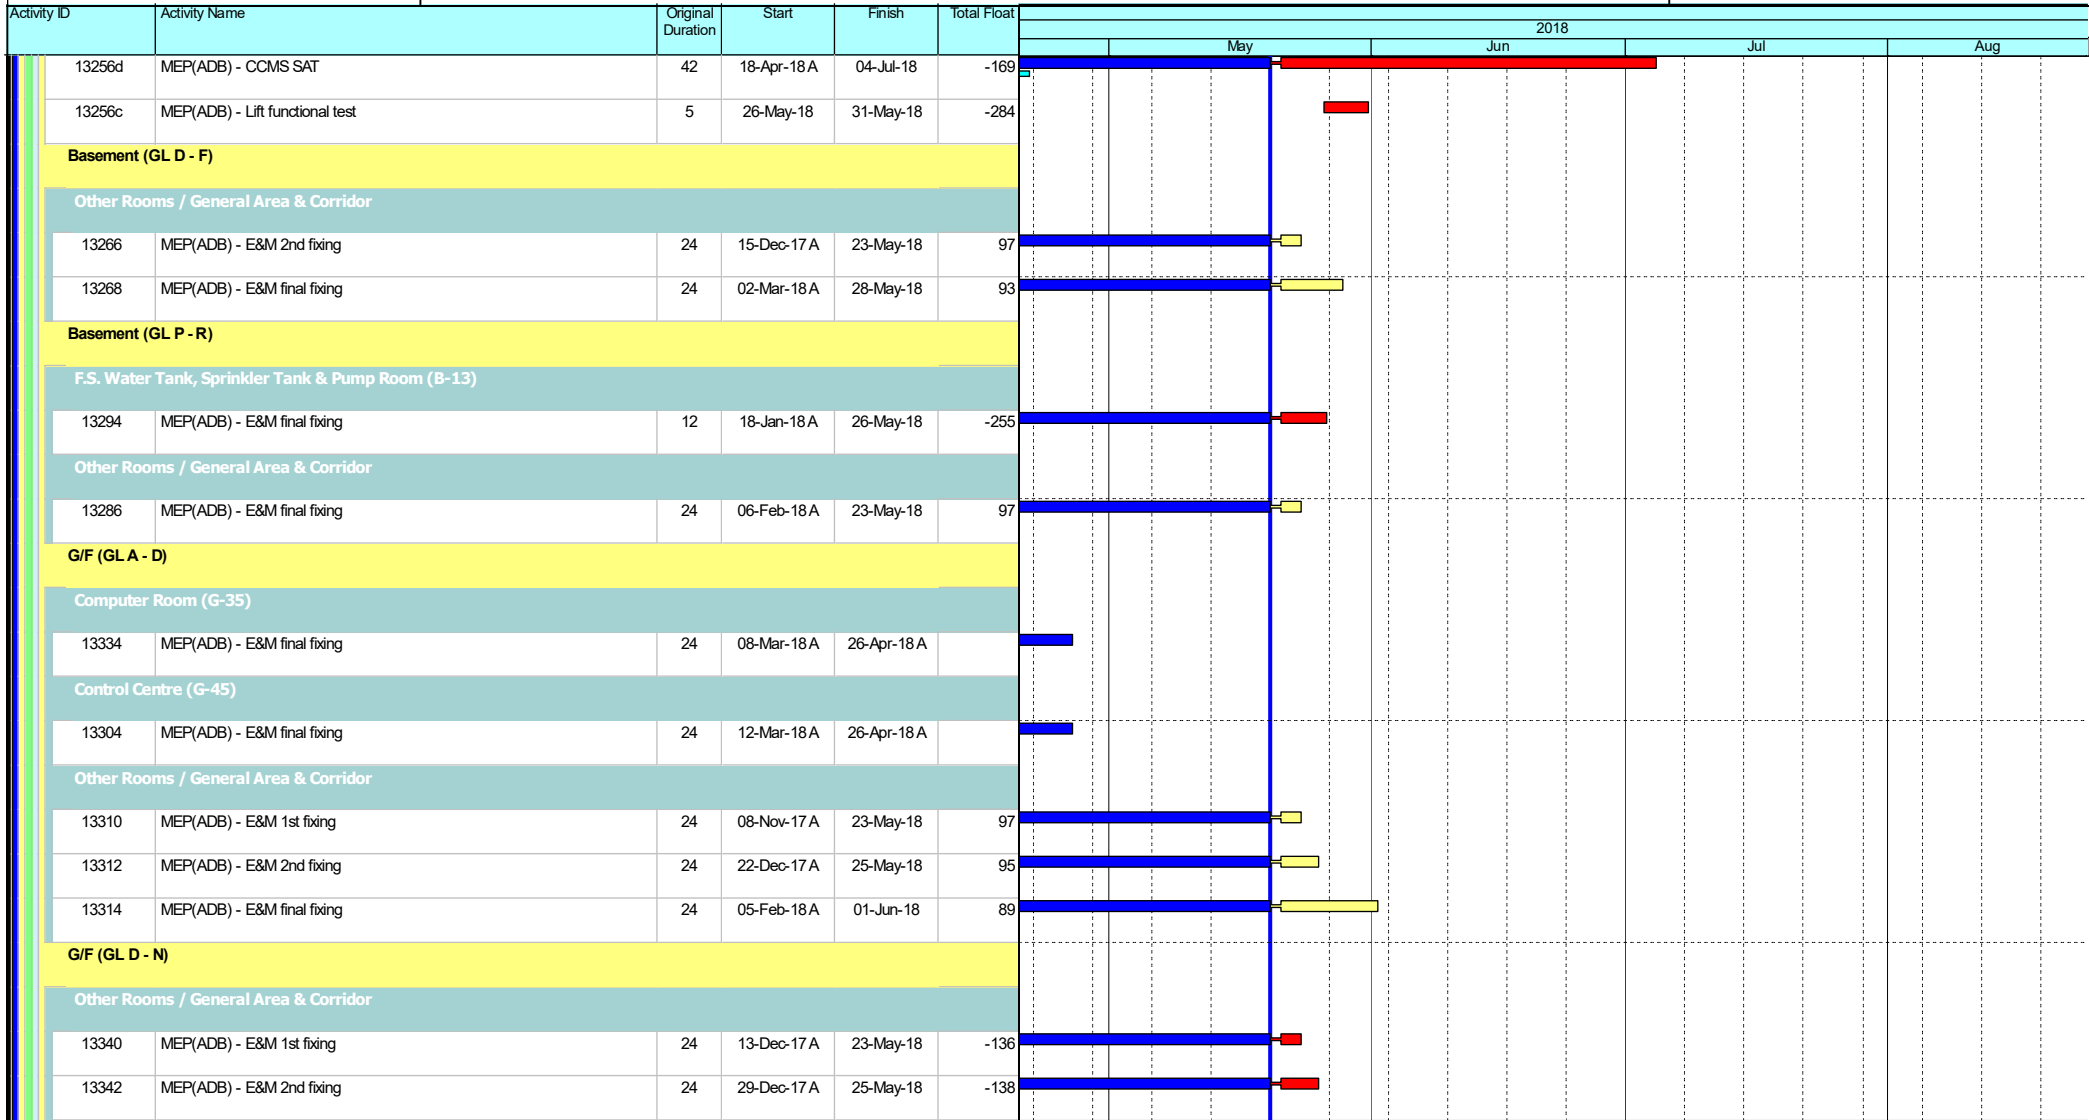 Activity ID Activity Name Original Duration Start Finish Total Float 2018
May Jun Jul Aug
13256d MEP(ADB) - CCMS SAT 42 18-Apr-18 A 04-Jul-18 -169
13256c MEP(ADB) - Lift functional test 5 26-May-18 31-May-18 -284
Basement (GL D - F)
Other Rooms / General Area & Corridor
13266 MEP(ADB) - E&M 2nd fixing 24 15-Dec-17 A 23-May-18 97
13268 MEP(ADB) - E&M final fixing 24 02-Mar-18 A 28-May-18 93
Basement (GL P - R)
F.S. Water Tank, Sprinkler Tank & Pump Room (B-13)
13294 MEP(ADB) - E&M final fixing 12 18-Jan-18 A 26-May-18 -255
Other Rooms / General Area & Corridor
13286 MEP(ADB) - E&M final fixing 24 06-Feb-18 A 23-May-18 97
G/F (GL A - D)
Computer Room (G-35)
13334 MEP(ADB) - E&M final fixing 24 08-Mar-18 A 26-Apr-18 A
Control Centre (G-45)
13304 MEP(ADB) - E&M final fixing 24 12-Mar-18 A 26-Apr-18 A
Other Rooms / General Area & Corridor
13310 MEP(ADB) - E&M 1st fixing 24 08-Nov-17 A 23-May-18 97
13312 MEP(ADB) - E&M 2nd fixing 24 22-Dec-17 A 25-May-18 95
13314 MEP(ADB) - E&M final fixing 24 05-Feb-18 A 01-Jun-18 89
G/F (GL D - N)
Other Rooms / General Area & Corridor
13340 MEP(ADB) - E&M 1st fixing 24 13-Dec-17 A 23-May-18 -136
13342 MEP(ADB) - E&M 2nd fixing 24 29-Dec-17 A 25-May-18 -138